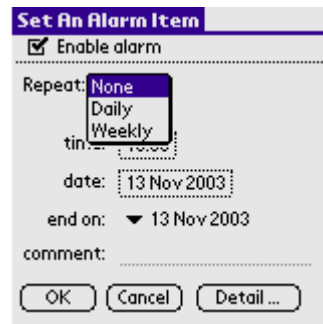 Set An Alarm Item
Enable alarm
Repeat: None
Daily
Weekly
date: 13 Nov 2003
end on: 13 Nov 2003
comment:
OK Cancel Detail ...